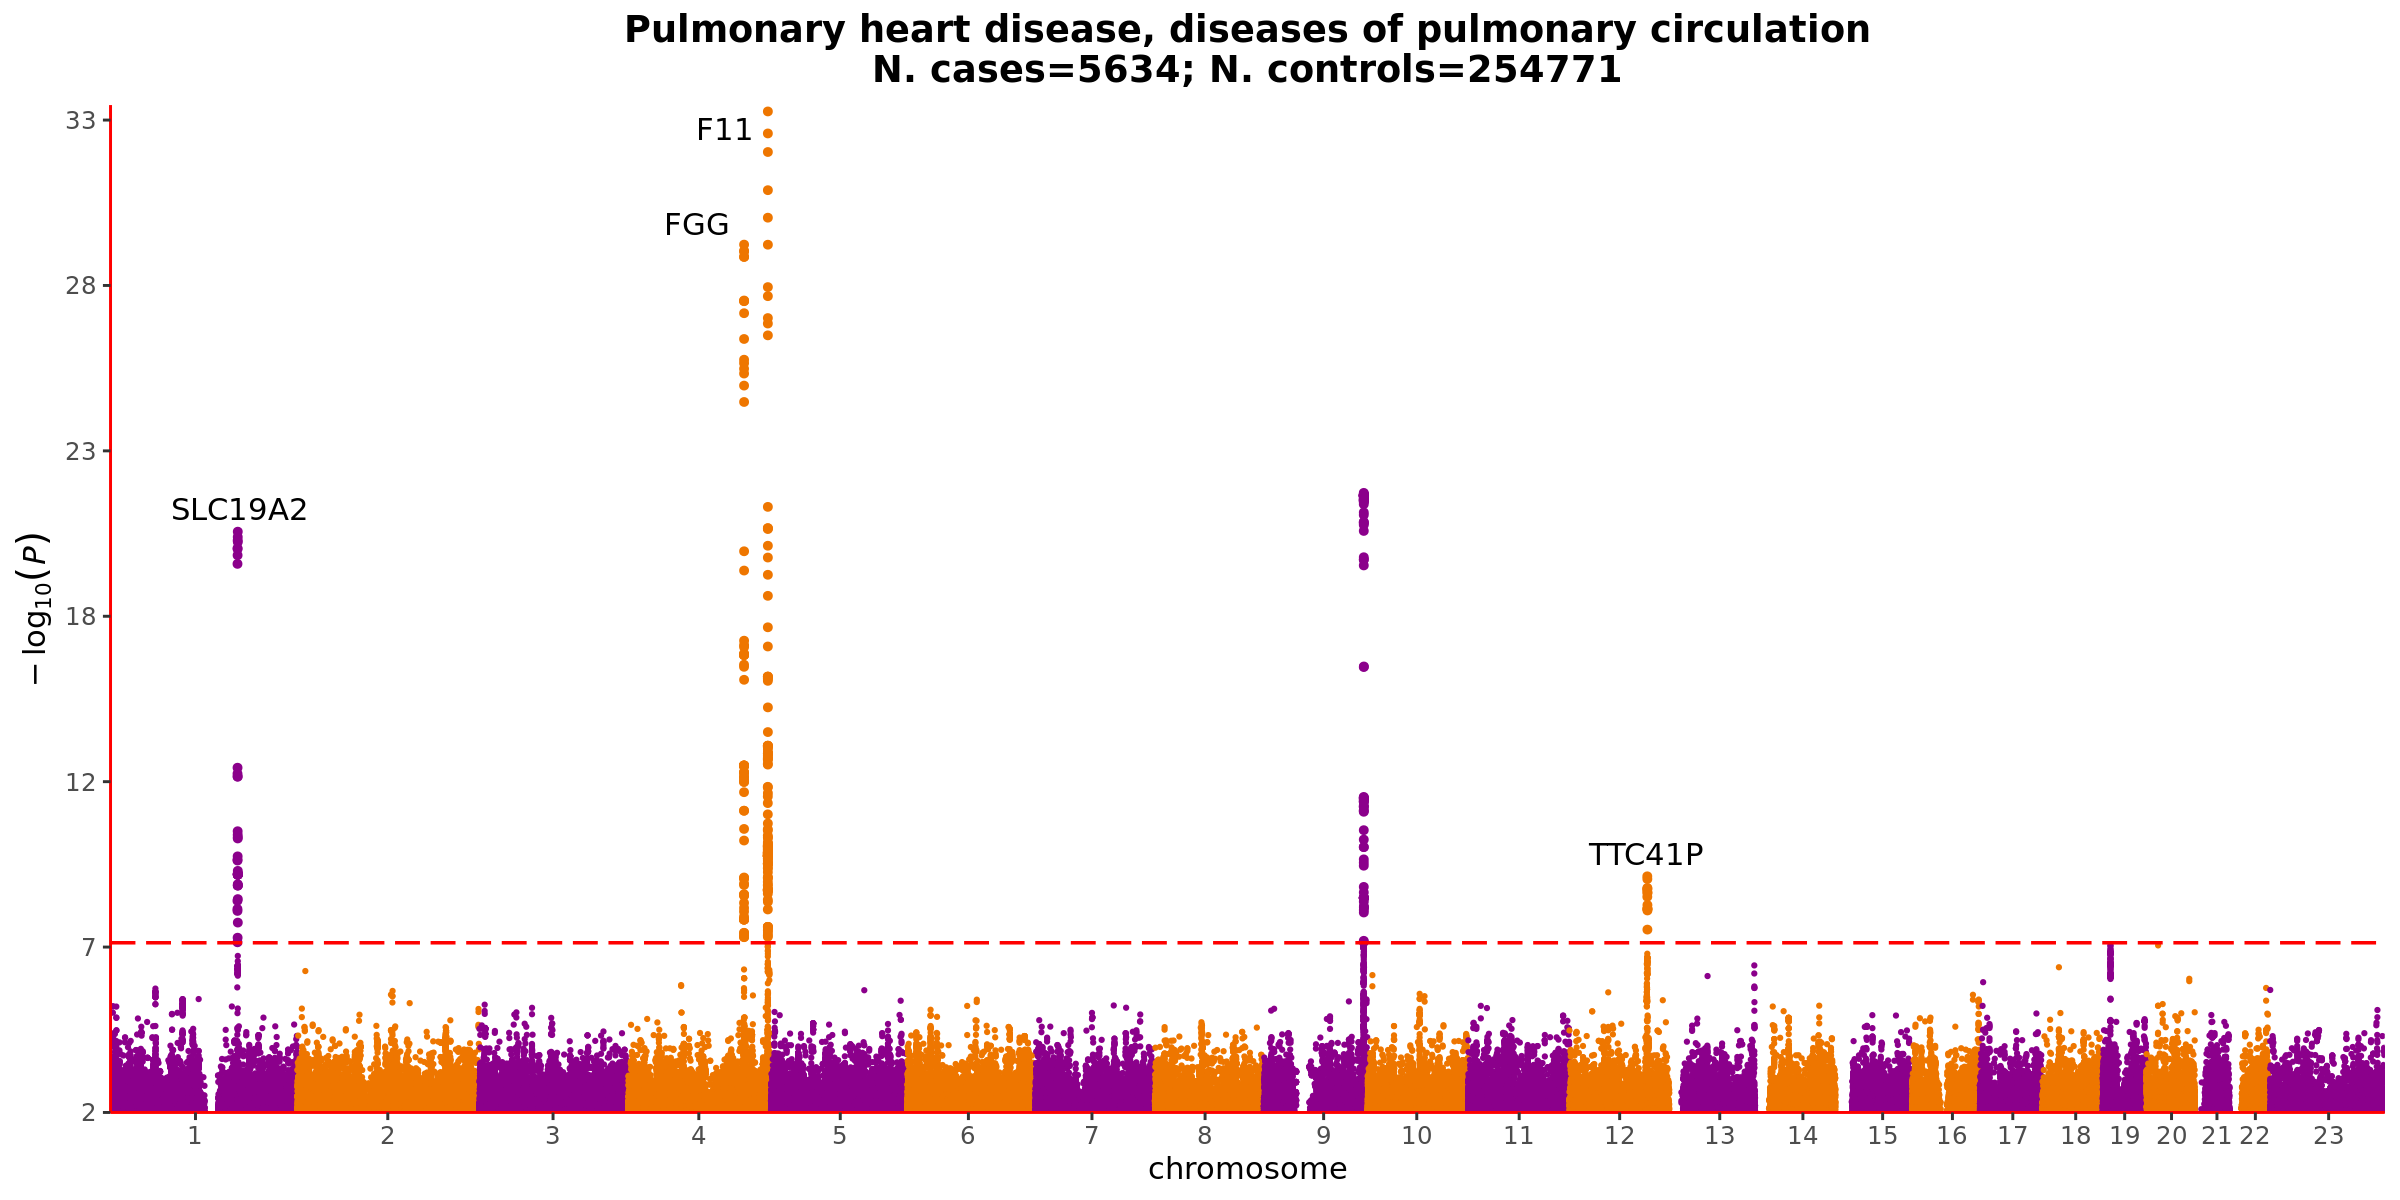 Pulmonary heart disease, diseases of pulmonary circulation
N. cases=5634; N. controls=254771
33
F11
FGG
28
23
SLC19A2
18
− log10(P)
12
TTC41P
7
2
1 2 3 4 5 6 7 8 9 10 11 12 13 14 15 16 17 18 19 20 21 22 23
chromosome